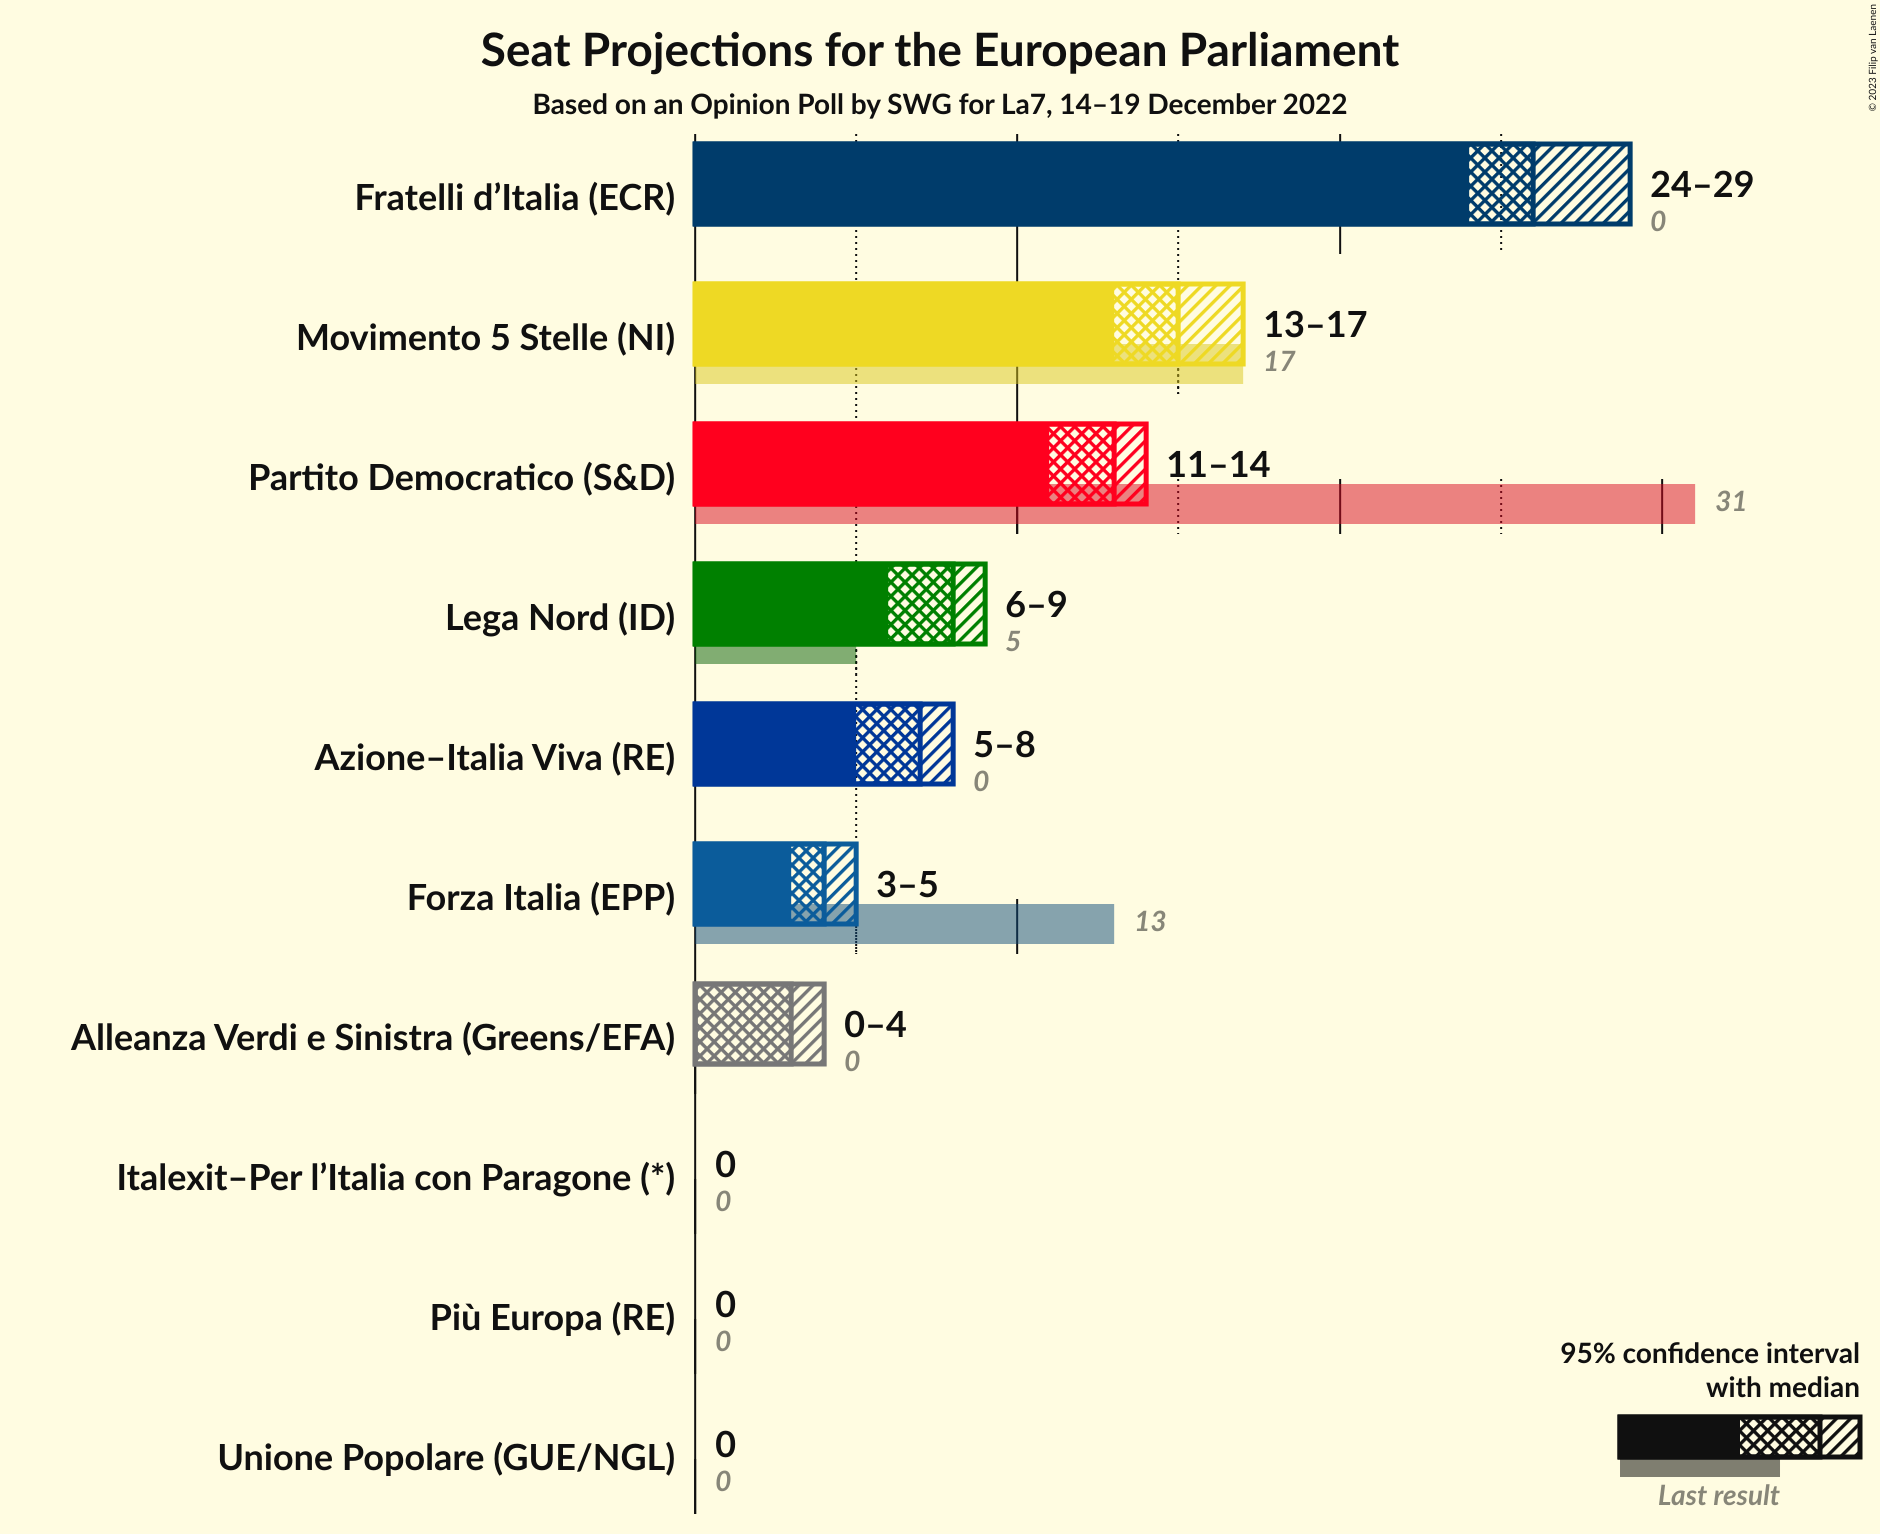 Seat Projections for the European Parliament
Based on an Opinion Poll by SWG for La7, 14–19 December 2022
© 2023 Filip van Laenen
Fratelli d’Italia (ECR)
24–29
0
Movimento 5 Stelle (NI)
13–17
17
Partito Democratico (S&D)
11–14
31
Lega Nord (ID)
6–9
5
Azione–Italia Viva (RE)
5–8
0
Forza Italia (EPP)
3–5
13
Alleanza Verdi e Sinistra (Greens/EFA)
0–4
0
Italexit–Per l’Italia con Paragone (*)
0
0
Più Europa (RE)
0
0
Unione Popolare (GUE/NGL)
0
0
95% confidence interval
with median
Last result